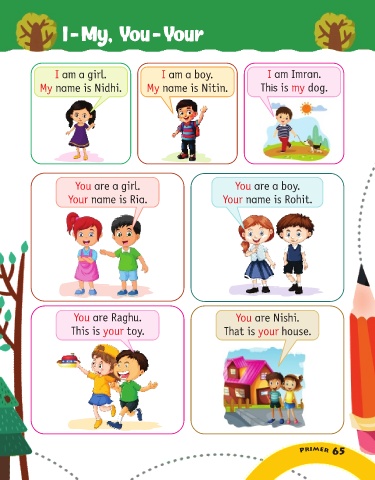 I - My, You - Your
I am a girl.
My name is Nidhi.
I am a boy.
My name is Nitin.
I am Imran.
This is my dog.
You are a girl.
Your name is Ria.
You are a boy.
Your name is Rohit.
You are Raghu.
This is your toy.
You are Nishi.
That is your house.
PRIMER 65